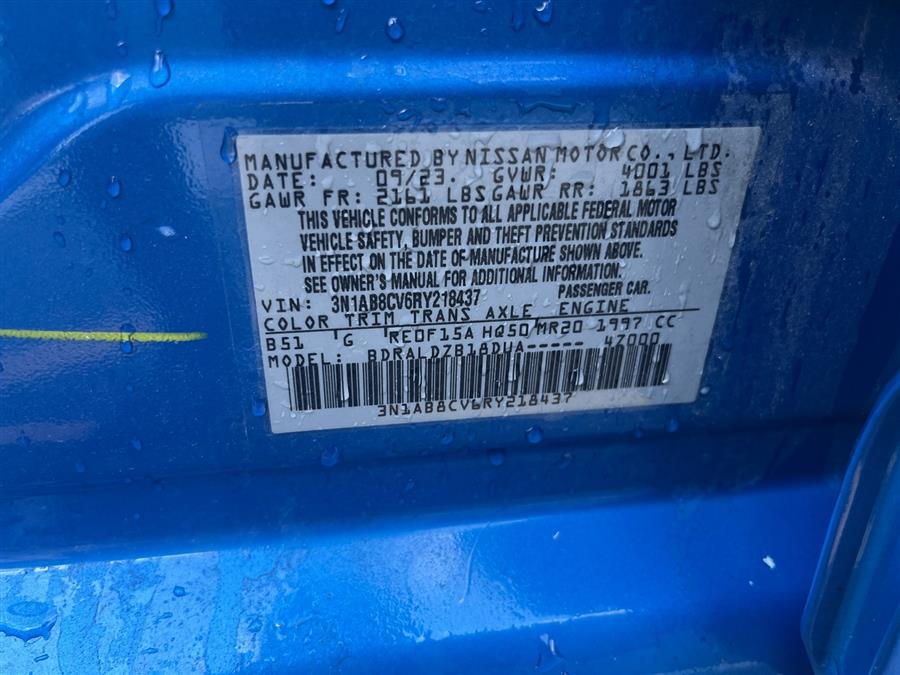 MANUFACTURED BY NISSAN MOTOR CO., LTD.
DATE: 09/23. GVWR: 4001 LBS
GAWR FR: 2161 LBS GAWR RR: 1863 LBS
THIS VEHICLE CONFORMS TO ALL APPLICABLE FEDERAL MOTOR
VEHICLE SAFETY, BUMPER AND THEFT PREVENTION STANDARDS
IN EFFECT ON THE DATE OF MANUFACTURE SHOWN ABOVE.
SEE OWNER'S MANUAL FOR ADDITIONAL INFORMATION.
VIN: 3N1AB8CV6RY218437 PASSENGER CAR.
COLOR TRIM TRANS AXLE ENGINE
B51 'G RE0F15A HQ50 MR20 1997 CC
MODEL: BDRALDZB18DUA----- 47000
3N1AB8CV6RY218437